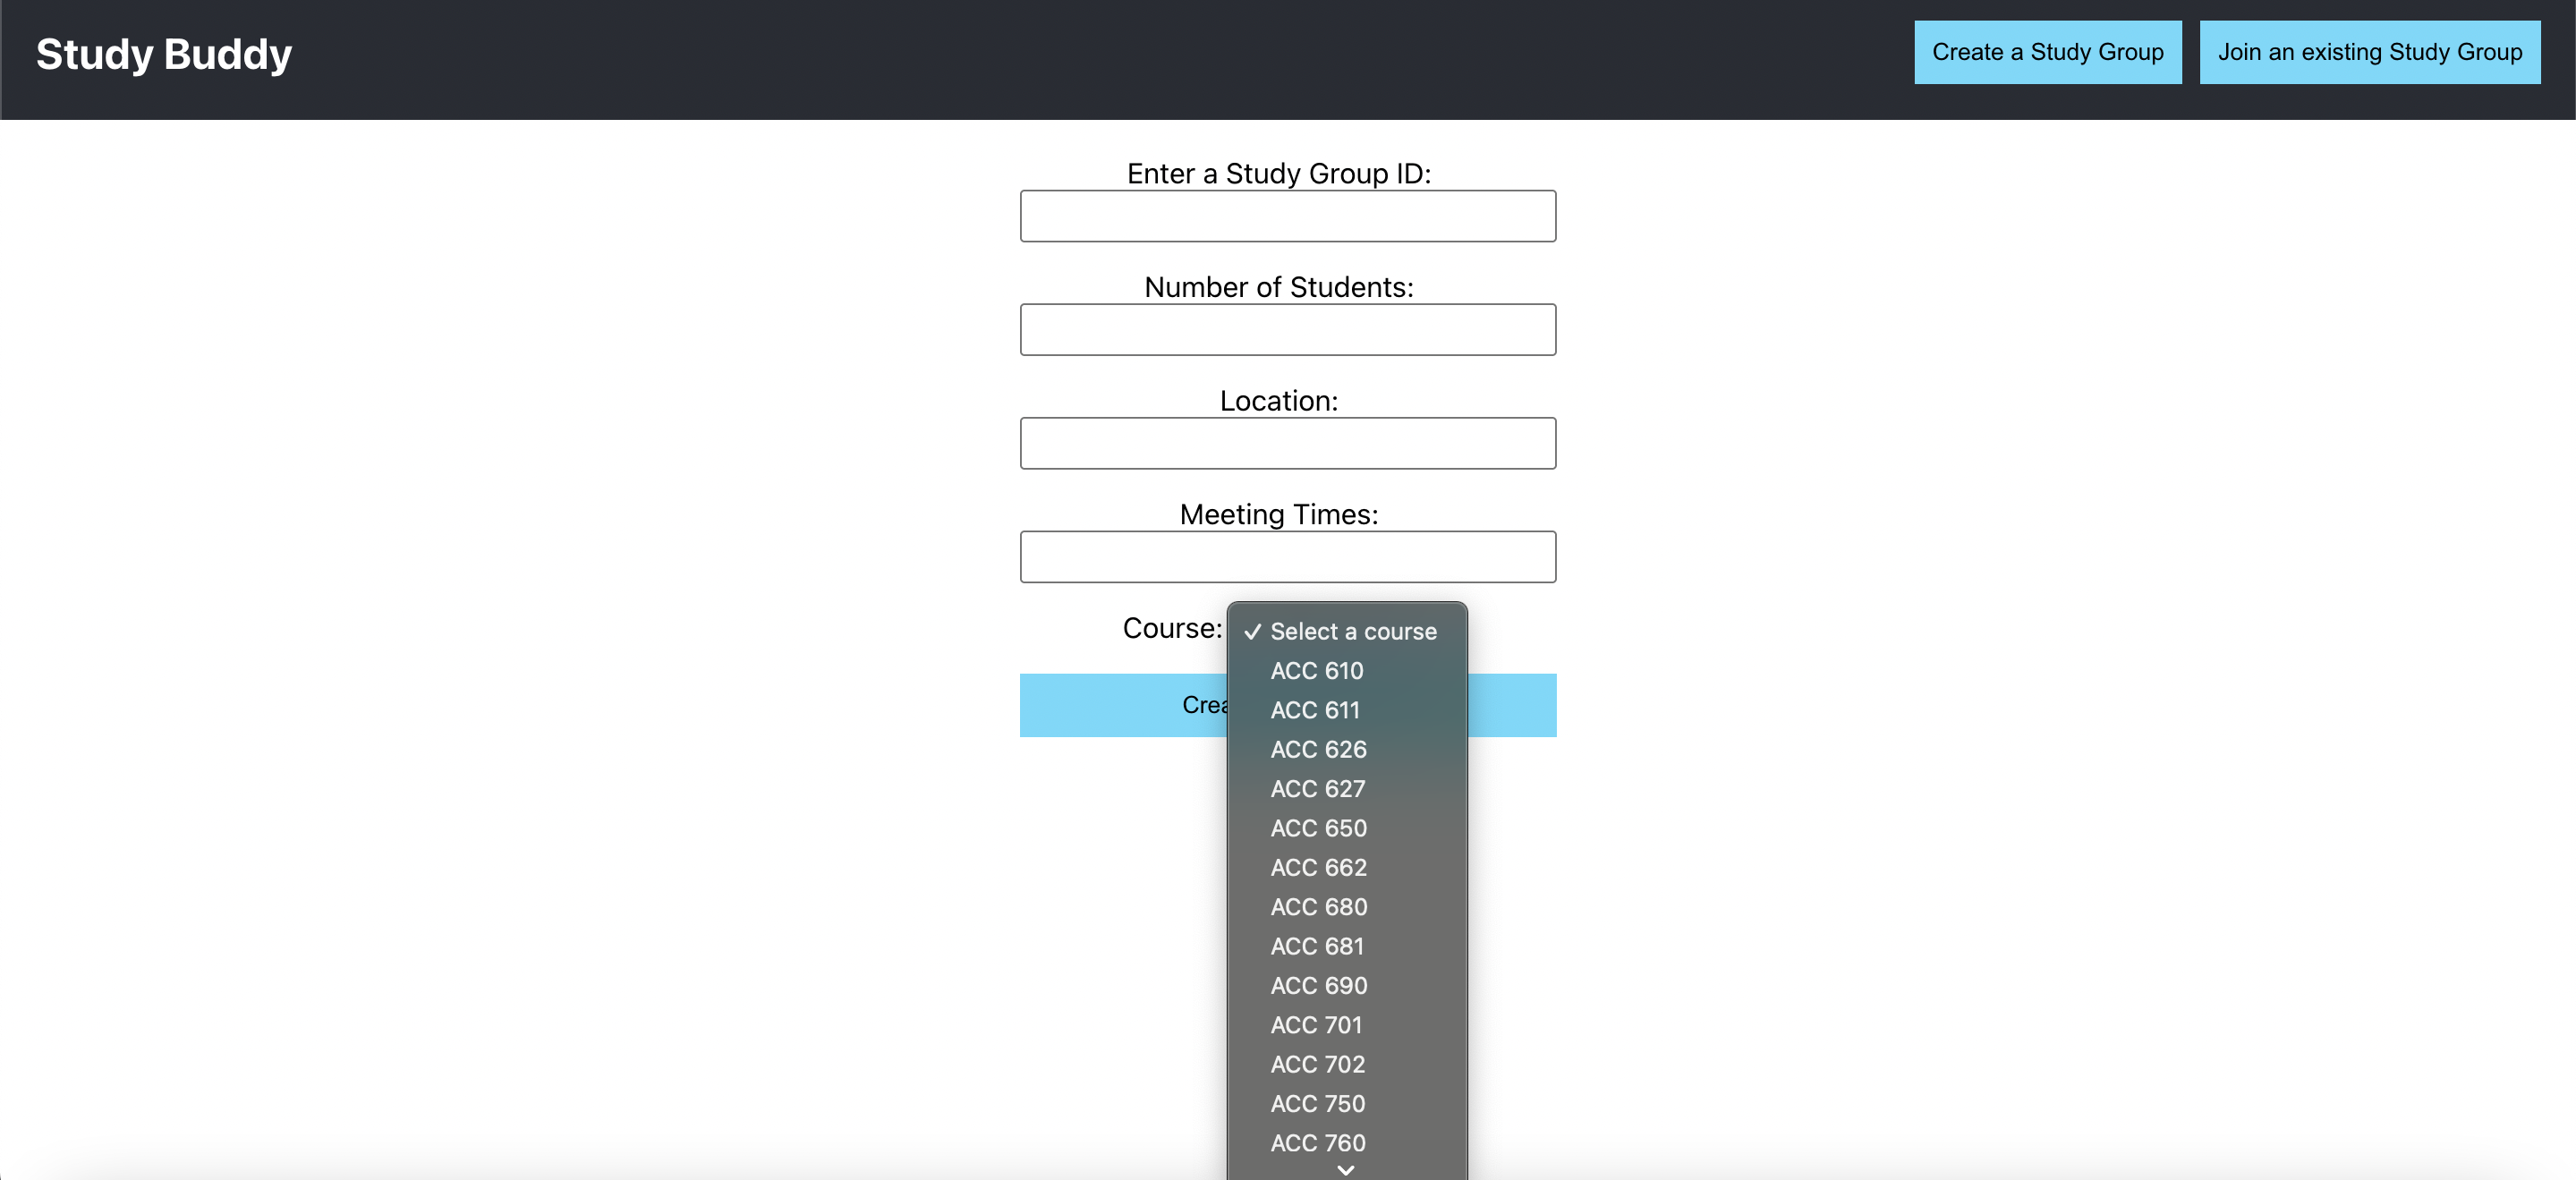 Study Buddy
Create a Study Group
Join an existing Study Group
Enter a Study Group ID:
Number of Students:
Location:
Meeting Times:
Course:
✓ Select a course
ACC 610
ACC 611
ACC 626
ACC 627
ACC 650
ACC 662
ACC 680
ACC 681
ACC 690
ACC 701
ACC 702
ACC 750
ACC 760